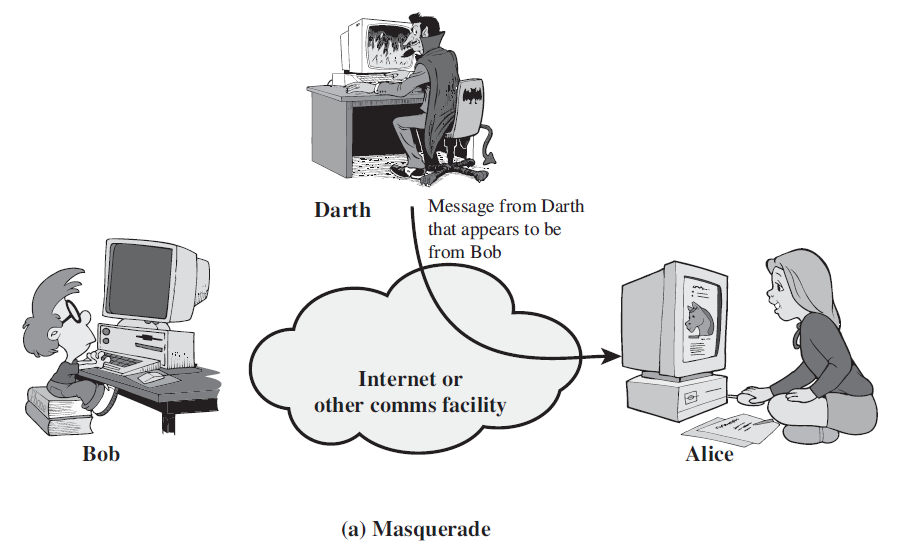 Darth
Message from Darth
that appears to be
from Bob
Internet or
other comms facility
Bob
Alice
(a) Masquerade